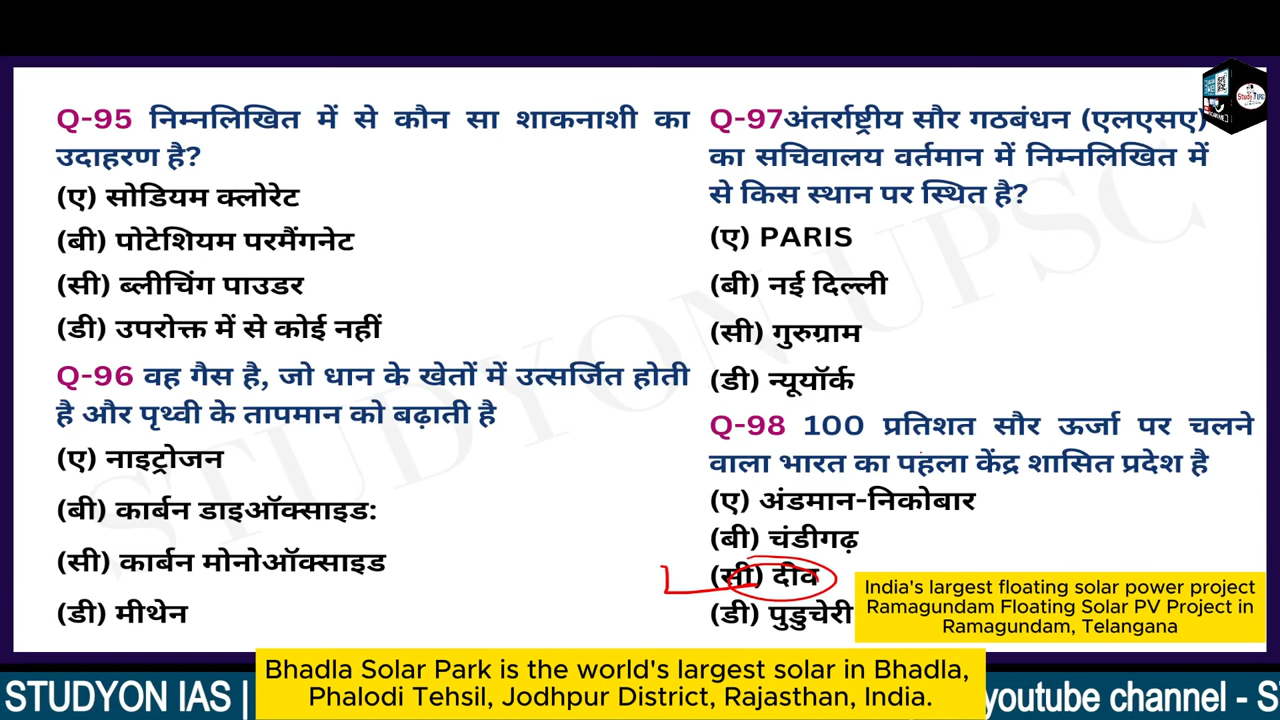 Q-95 निम्नलिखित में से कौन सा शाकनाशी का
उदाहरण है?
(ए) सोडियम क्लोरेट
(बी) पोटेशियम परमैंगनेट
(सी) ब्लीचिंग पाउडर
(डी) उपरोक्त में से कोई नहीं
Q-96 वह गैस है, जो धान के खेतों में उत्सर्जित होती
है और पृथ्वी के तापमान को बढ़ाती है
(ए) नाइट्रोजन
(बी) कार्बन डाइऑक्साइड:
(सी) कार्बन मोनोऑक्साइड
(डी) मीथेन
Q-97अंतर्राष्ट्रीय सौर गठबंधन (एलएसए)
का सचिवालय वर्तमान में निम्नलिखित में
से किस स्थान पर स्थित है?
(ए) PARIS
(बी) नई दिल्ली
(सी) गुरुग्राम
(डी) न्यूयॉर्क
Q-98 100 प्रतिशत सौर ऊर्जा पर चलने
वाला भारत का पहला केंद्र शासित प्रदेश है
(ए) अंडमान-निकोबार
(बी) चंडीगढ़
(सी) दीव
(डी) पुडुचेरी
India's largest floating solar power project
Ramagundam Floating Solar PV Project in
Ramagundam, Telangana
Bhadla Solar Park is the world's largest solar in Bhadla,
Phalodi Tehsil, Jodhpur District, Rajasthan, India.
STUDYON IAS |
youtube channel - ST
STUDYON UPSC